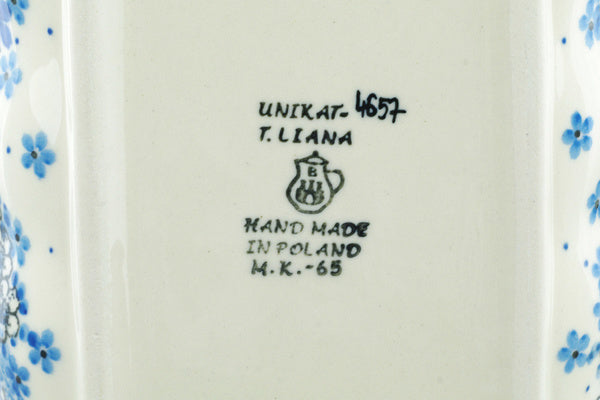 UNIKAT-4657
T. LIANA
B
HAND MADE
IN POLAND
M.K.-65